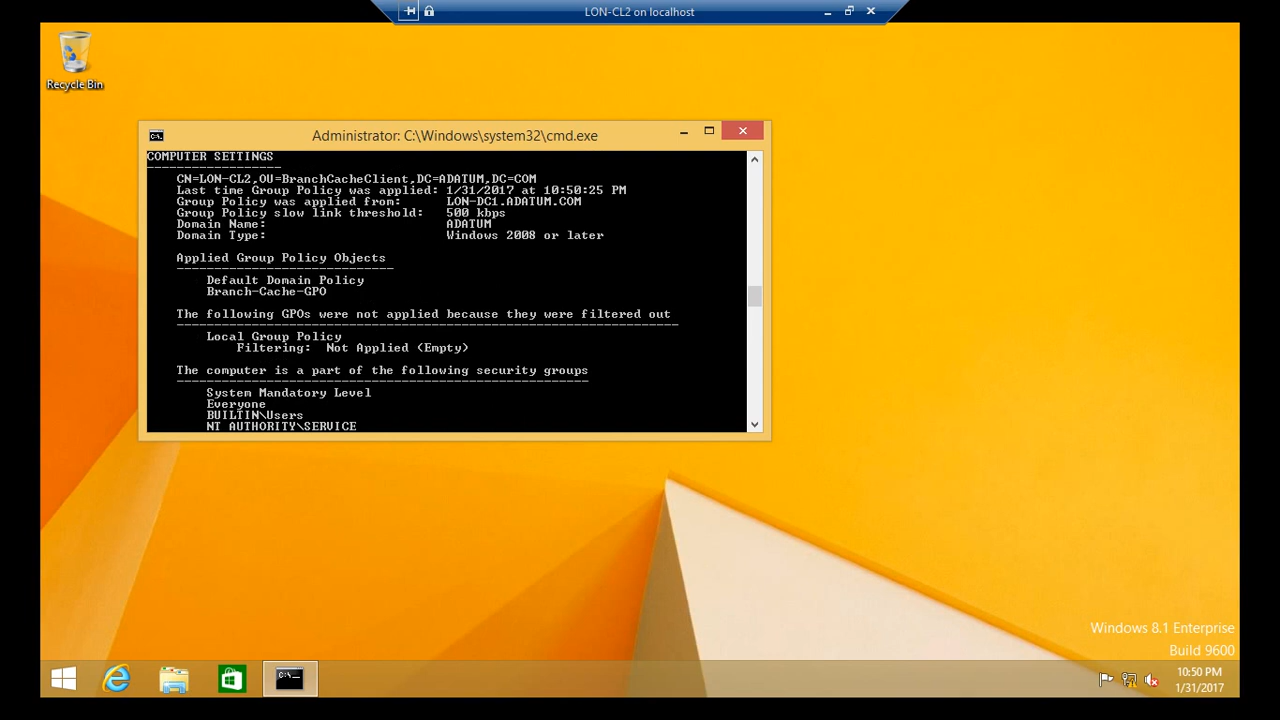 LON-CL2 on localhost
Recycle Bin
Administrator: C:\Windows\system32\cmd.exe
COMPUTER SETTINGS
------------------
CN=LON-CL2,OU=BranchCacheClient,DC=ADATUM,DC=COM
Last time Group Policy was applied: 1/31/2017 at 10:50:25 PM
Group Policy was applied from: LON-DC1.ADATUM.COM
Group Policy slow link threshold: 500 kbps
Domain Name: ADATUM
Domain Type: Windows 2008 or later
Applied Group Policy Objects
-----------------------------
Default Domain Policy
Branch-Cache-GPO
The following GPOs were not applied because they were filtered out
-------------------------------------------------------------------
Local Group Policy
Filtering: Not Applied (Empty)
The computer is a part of the following security groups
-------------------------------------------------------
System Mandatory Level
Everyone
BUILTIN\Users
NT AUTHORITY\SERVICE
Windows 8.1 Enterprise
Build 9600
10:50 PM
1/31/2017